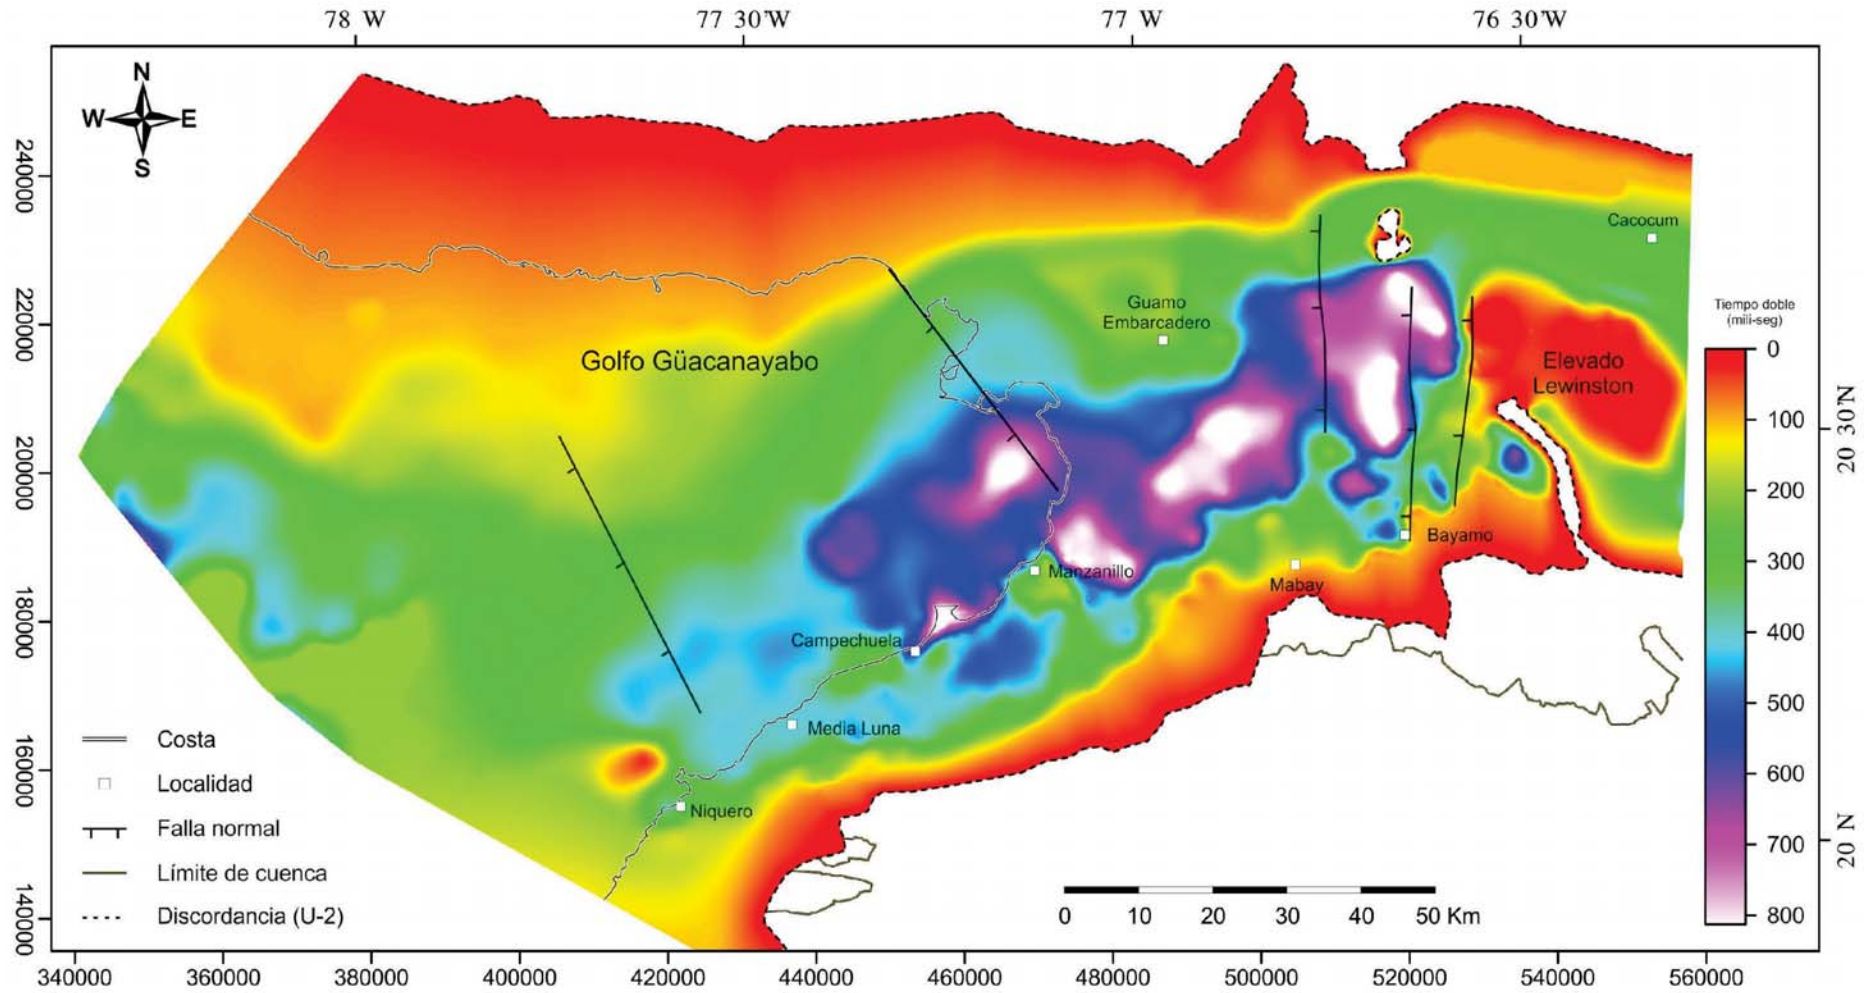 78 W
77 30'W
77 W
76 30'W
N
W
E
S
240000
220000
200000
180000
160000
140000
Cacocum
Guamo
Embarcadero
Golfo Güacanayabo
Elevado
Lewinston
Tiempo doble
(mili-seg)
0
100
200
300
400
500
600
700
800
20 30'N
20 N
Bayamo
Manzanillo
Mabay
Campechuela
Media Luna
Niquero
Costa
Localidad
Falla normal
Límite de cuenca
Discordancia (U-2)
0 10 20 30 40 50 Km
340000 360000 380000 400000 420000 440000 460000 480000 500000 520000 540000 560000